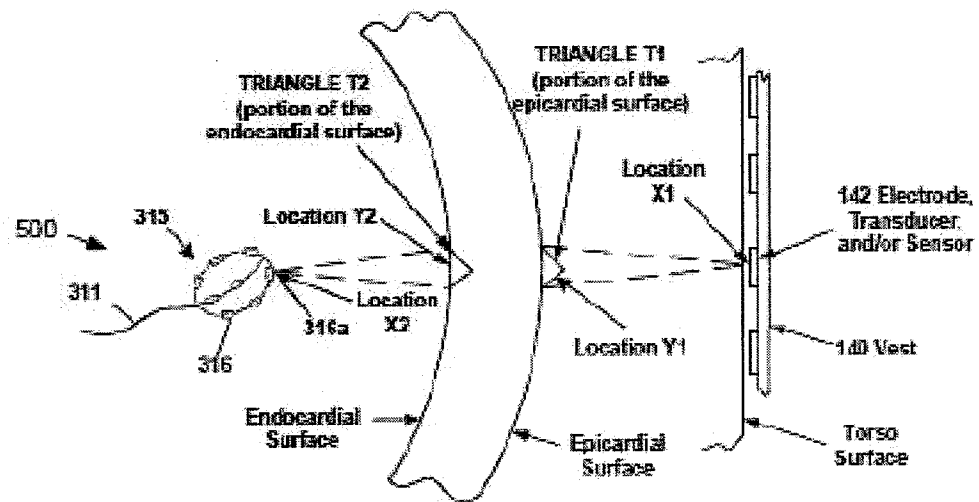 TRIANGLE T2
(portion of the
endocardial surface)
TRIANGLE T1
(portion of the
epicardial surface)
Location
X1
142 Electrode,
Transducer,
and/or Sensor
315
Location Y2
500
311
316a
Location
X2
316
Location Y1
140 Vest
Endocardial
Surface
Epicardial
Surface
Torso
Surface